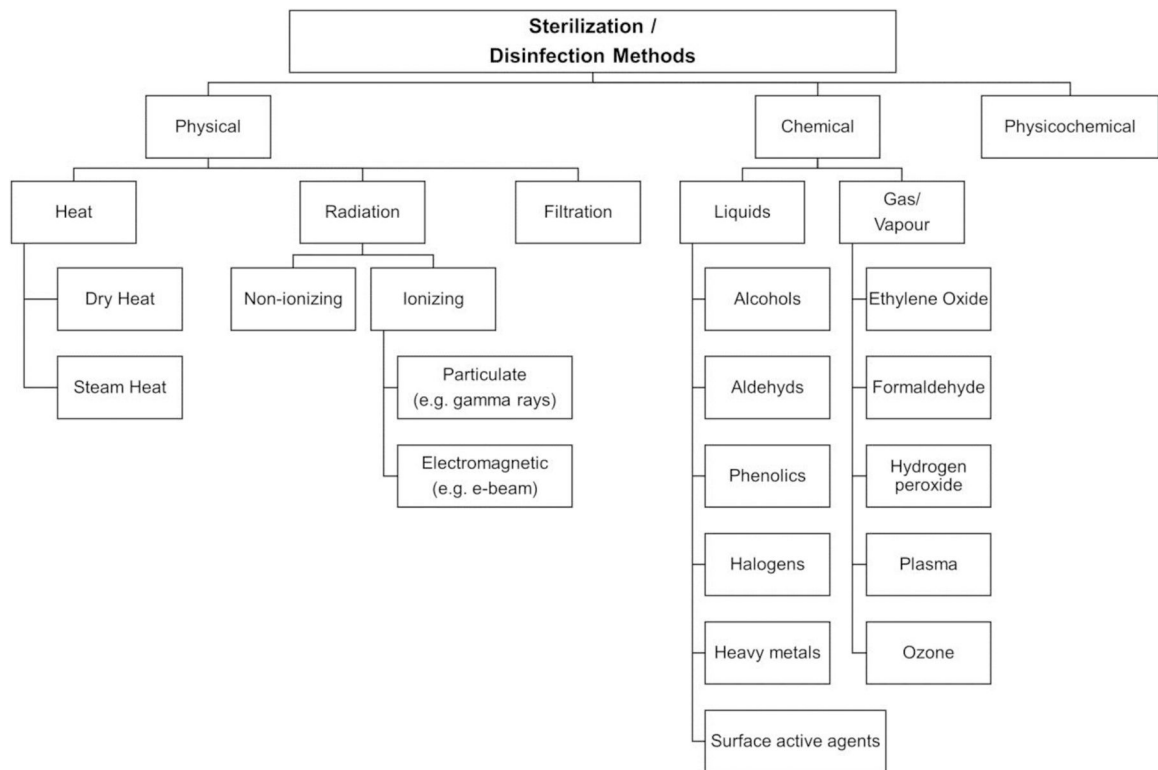 Sterilization /
Disinfection Methods
Physical
Chemical
Physicochemical
Heat
Radiation
Filtration
Liquids
Gas/
Vapour
Dry Heat
Non-ionizing
Ionizing
Alcohols
Ethylene Oxide
Steam Heat
Particulate
(e.g. gamma rays)
Aldehyds
Formaldehyde
Electromagnetic
(e.g. e-beam)
Phenolics
Hydrogen
peroxide
Halogens
Plasma
Heavy metals
Ozone
Surface active agents